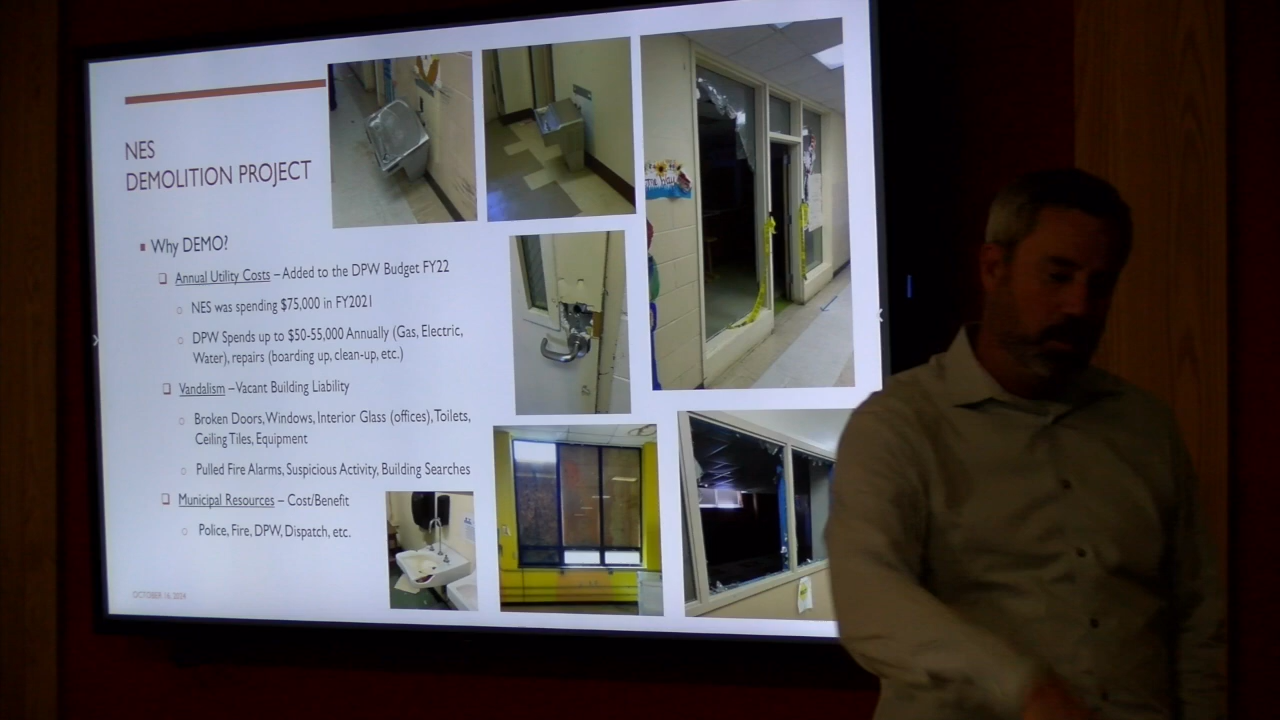 NES
DEMOLITION PROJECT
Why DEMO?
Annual Utility Costs – Added to the DPW Budget FY22
NES was spending $75,000 in FY2021
DPW Spends up to $50-55,000 Annually (Gas, Electric,
Water), repairs (boarding up, clean-up, etc.)
Vandalism – Vacant Building Liability
Broken Doors, Windows, Interior Glass (offices), Toilets,
Ceiling Tiles, Equipment
Pulled Fire Alarms, Suspicious Activity, Building Searches
Municipal Resources – Cost/Benefit
Police, Fire, DPW, Dispatch, etc.
OCTOBER 16, 2024